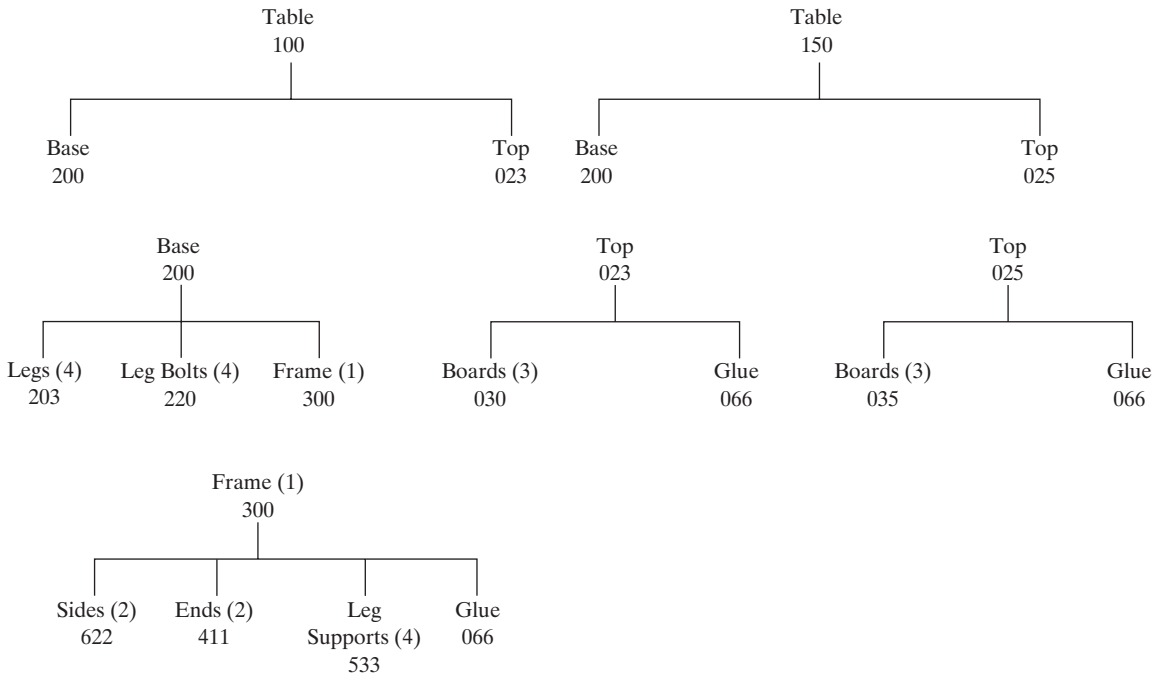 Table
100
Table
150
Base
200
Top
023
Base
200
Top
025
Base
200
Top
023
Top
025
Legs (4)
203
Leg Bolts (4)
220
Frame (1)
300
Boards (3)
030
Glue
066
Boards (3)
035
Glue
066
Frame (1)
300
Sides (2)
622
Ends (2)
411
Leg
Supports (4)
533
Glue
066